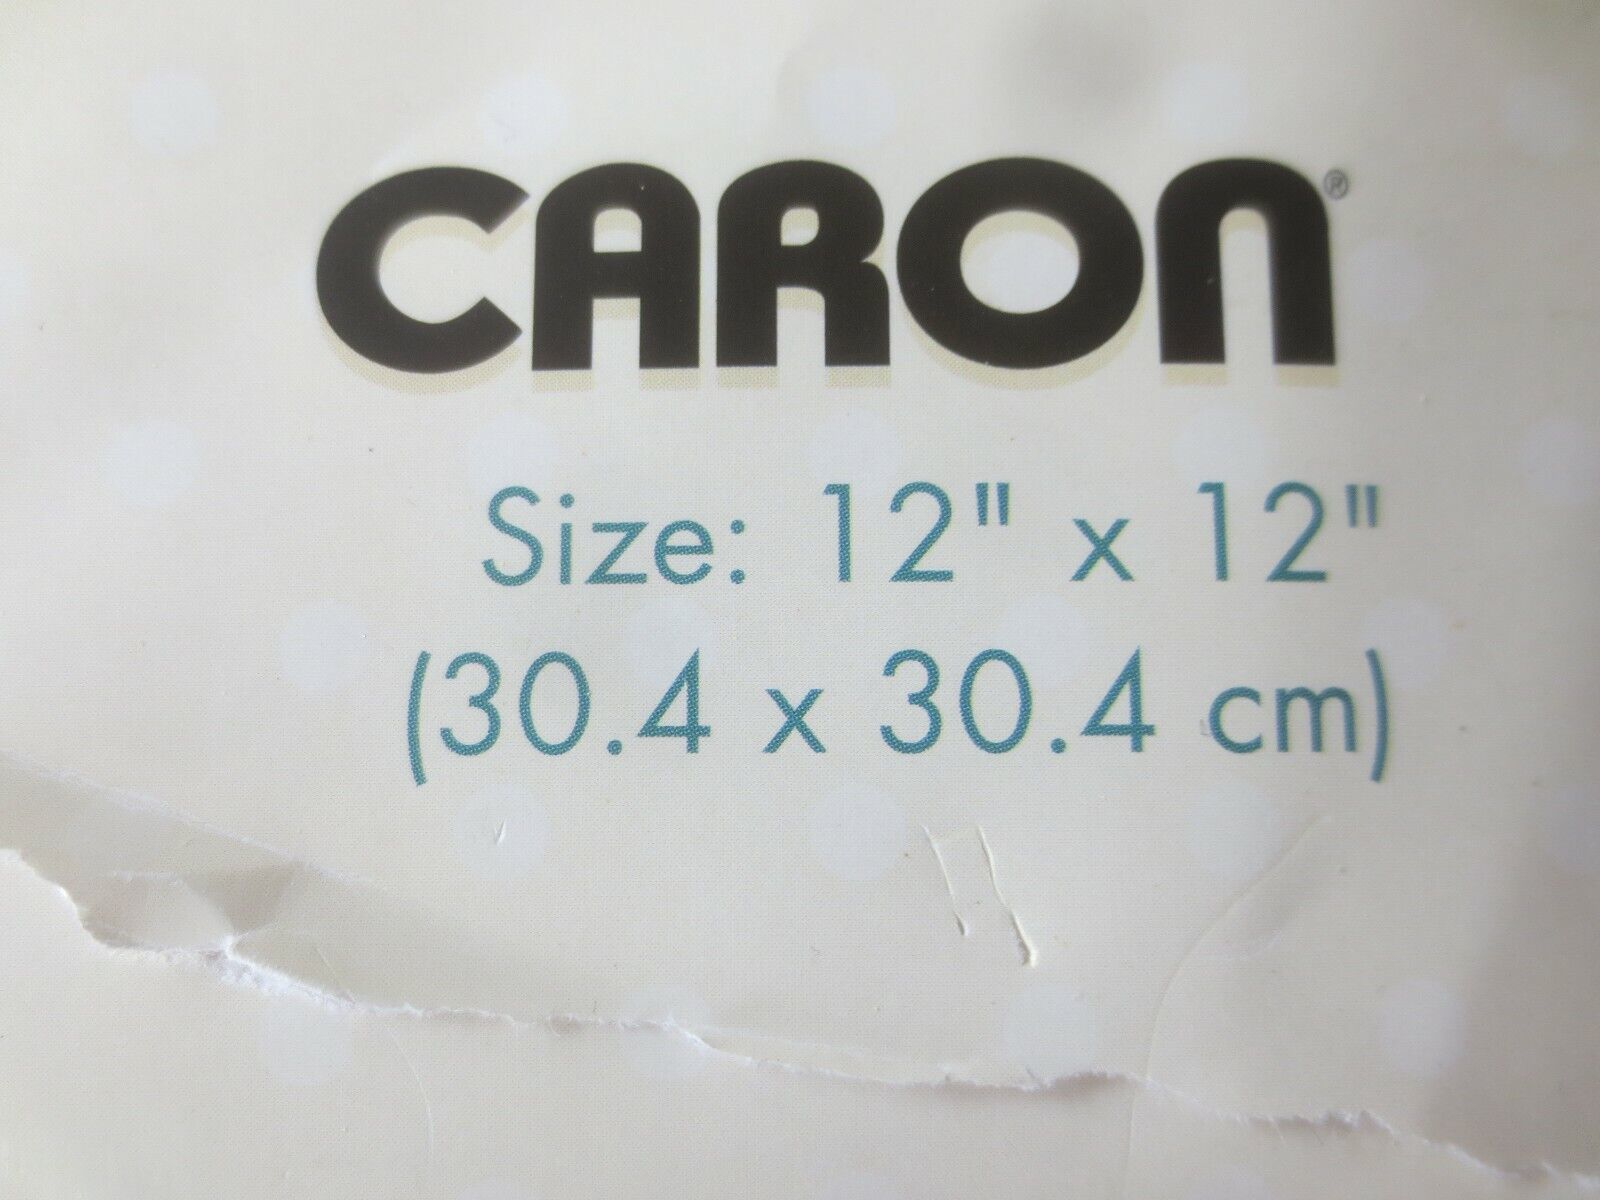 CARON®
Size: 12" x 12"
(30.4 x 30.4 cm)